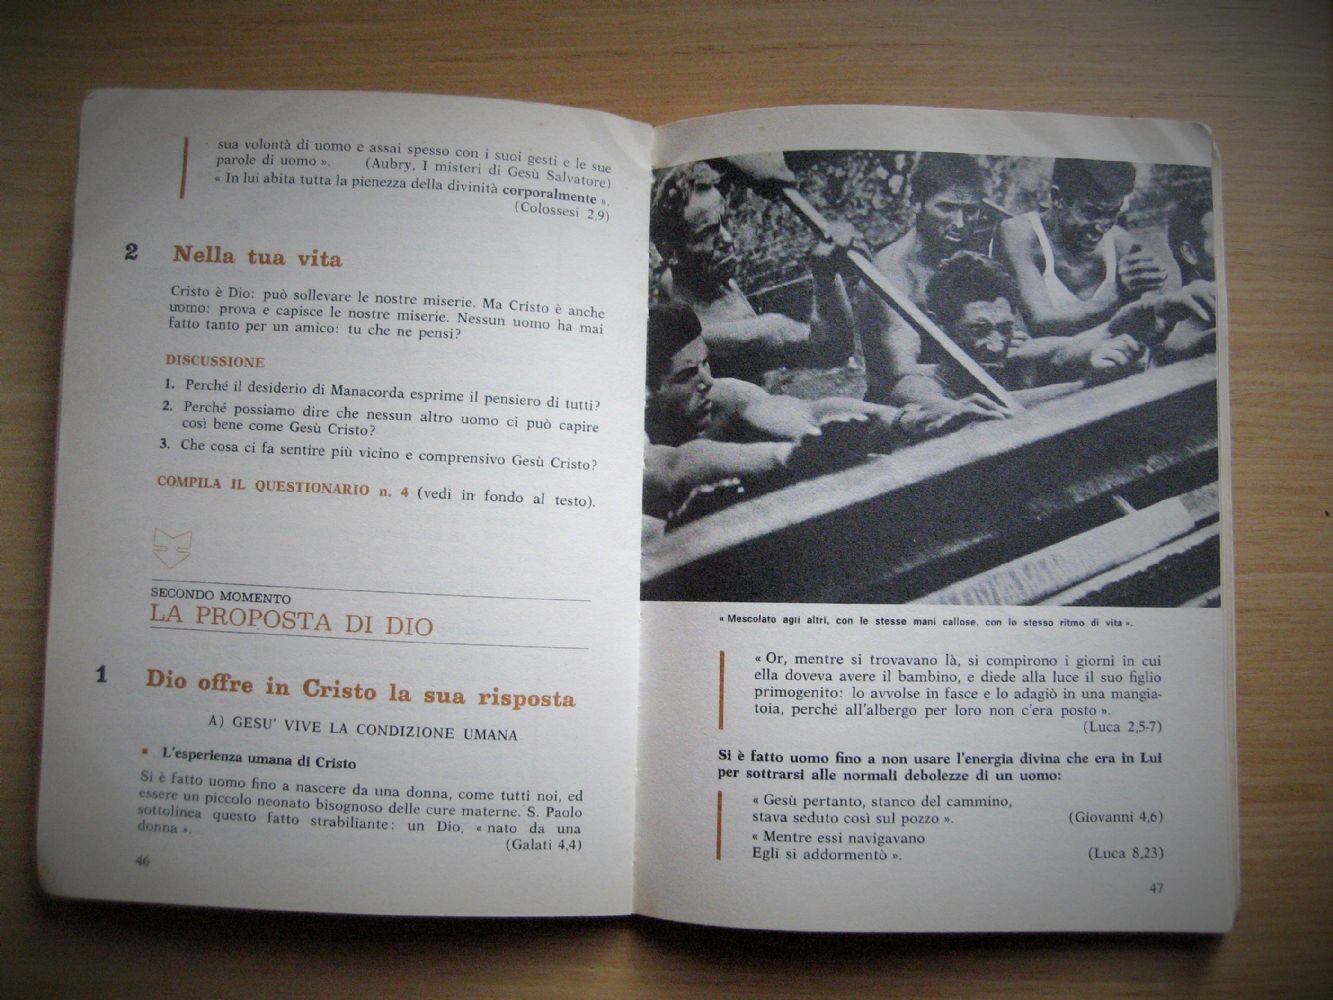 sua volontà di uomo e assai spesso con i suoi gesti e le sue
parole di uomo ». (Aubry, I misteri di Gesù Salvatore)
« In lui abita tutta la pienezza della divinità corporalmente ».
(Colossesi 2,9)
2 Nella tua vita
Cristo è Dio: può sollevare le nostre miserie. Ma Cristo è anche
uomo: prova e capisce le nostre miserie. Nessun uomo ha mai
fatto tanto per un amico: tu che ne pensi?
DISCUSSIONE
1. Perché il desiderio di Manacorda esprime il pensiero di tutti?
2. Perché possiamo dire che nessun altro uomo ci può capire
così bene come Gesù Cristo?
3. Che cosa ci fa sentire più vicino e comprensivo Gesù Cristo?
COMPILA IL QUESTIONARIO n. 4 (vedi in fondo al testo).
SECONDO MOMENTO
LA PROPOSTA DI DIO
1 Dio offre in Cristo la sua risposta
A) GESU' VIVE LA CONDIZIONE UMANA
▪ L'esperienza umana di Cristo
Si è fatto uomo fino a nascere da una donna, come tutti noi, ed
essere un piccolo neonato bisognoso delle cure materne. S. Paolo
sottolinea questo fatto strabiliante: un Dio, « nato da una
donna ».
(Galati 4,4)
46
« Mescolato agli altri, con le stesse mani callose, con lo stesso ritmo di vita ».
« Or, mentre si trovavano là, si compirono i giorni in cui
ella doveva avere il bambino, e diede alla luce il suo figlio
primogenito: lo avvolse in fasce e lo adagiò in una mangia-
toia, perché all'albergo per loro non c'era posto ».
(Luca 2,5-7)
Si è fatto uomo fino a non usare l'energia divina che era in Lui
per sottrarsi alle normali debolezze di un uomo:
« Gesù pertanto, stanco del cammino,
stava seduto così sul pozzo ». (Giovanni 4,6)
« Mentre essi navigavano
Egli si addormentò ». (Luca 8,23)
47